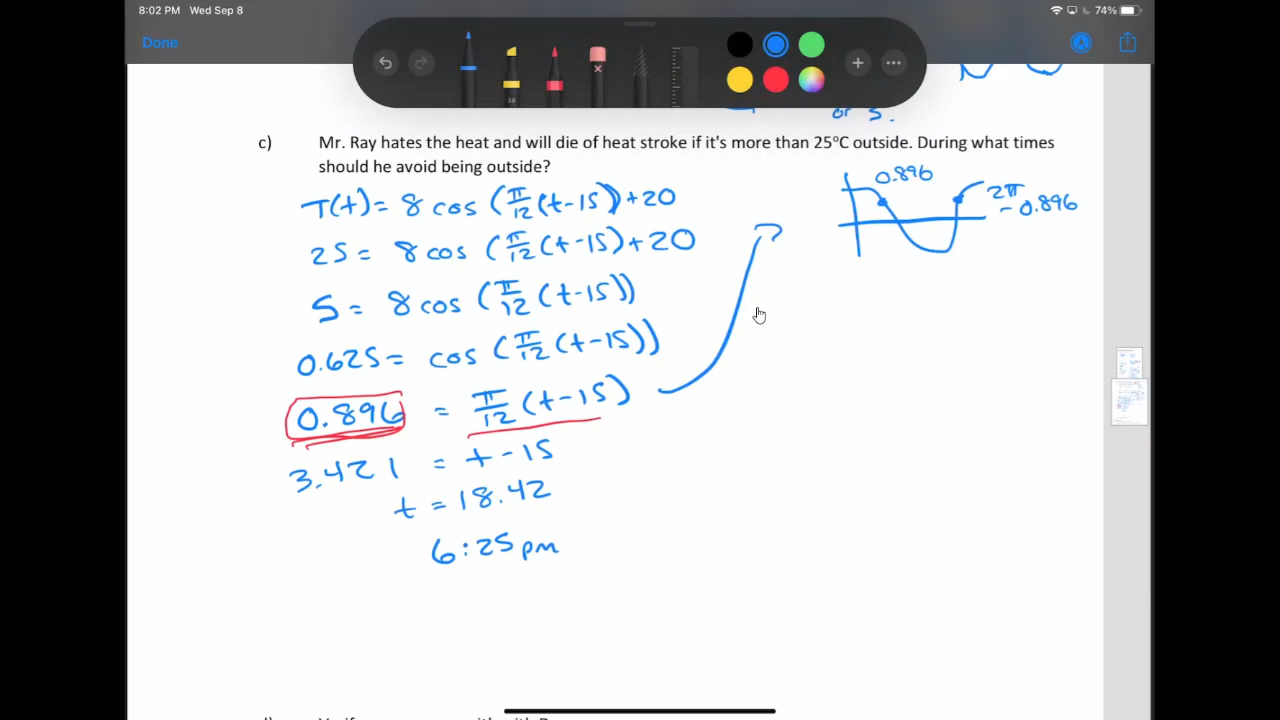 8:02 PM Wed Sep 8
74%
Done
or S.
c) Mr. Ray hates the heat and will die of heat stroke if it's more than 25°C outside. During what times
should he avoid being outside?
T(t) = 8 cos (π/12 (t-15)) + 20
25 = 8 cos (π/12 (t-15) + 20
5 = 8 cos (π/12 (t-15))
0.625 = cos (π/12 (t-15))
0.896 = π/12 (t-15)
3.421 = t-15
t = 18.42
6:25 pm
0.896
2π
- 0.896